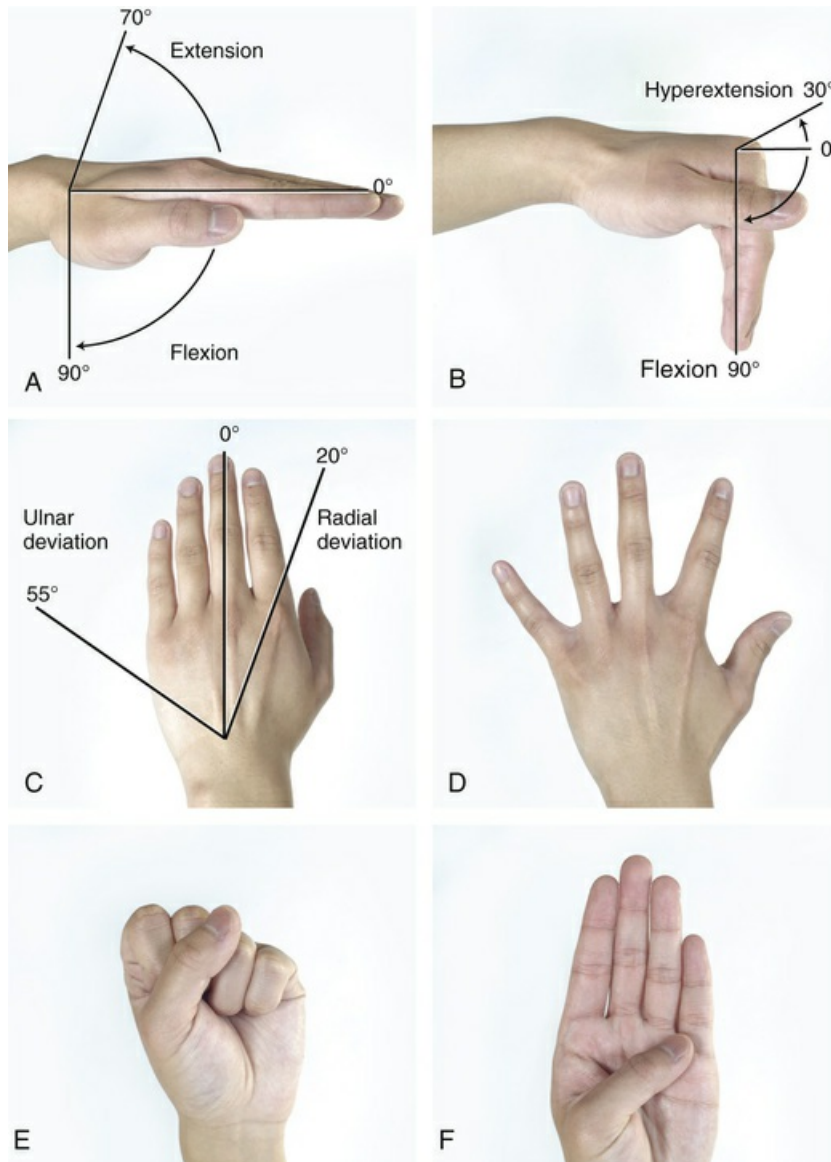 70°
Extension
0°
Flexion
90°
A
Hyperextension 30°
0
Flexion 90°
B
0°
20°
Ulnar
deviation
Radial
deviation
55°
C
D
E
F